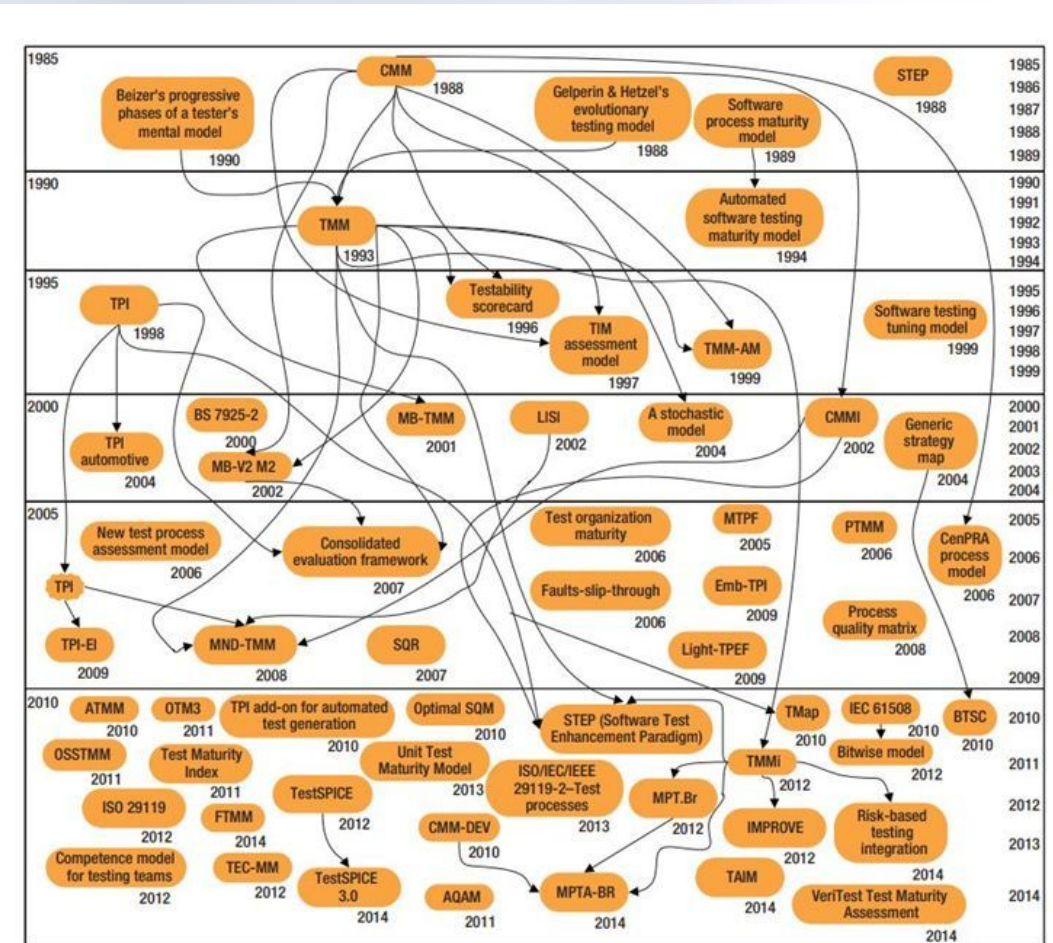 1985
CMM
1988
STEP
1988
Beizer's progressive
phases of a tester's
mental model
1990
Gelperin & Hetzel's
evolutionary
testing model
1988
Software
process maturity
model
1989
1985
1986
1987
1988
1989
1990
TMM
1993
Automated
software testing
maturity model
1994
1990
1991
1992
1993
1994
1995
TPI
1998
Testability
scorecard
1996
TIM
assessment
model
1997
TMM-AM
1999
Software testing
tuning model
1999
1995
1996
1997
1998
1999
2000
TPI
automotive
2004
BS 7925-2
2000
MB-V2 M2
2002
MB-TMM
2001
LISI
2002
A stochastic
model
2004
CMMI
2002
Generic
strategy
map
2004
2000
2001
2002
2003
2004
2005
New test process
assessment model
2006
Consolidated
evaluation framework
2007
Test organization
maturity
2006
MTPF
2005
PTMM
2006
CenPRA
process
model
2006
TPI
Faults-slip-through
2006
Emb-TPI
2009
Process
quality matrix
2008
TPI-EI
2009
MND-TMM
2008
SQR
2007
Light-TPEF
2009
2005
2006
2007
2008
2009
2010
ATMM
2010
OTM3
2011
TPI add-on for automated
test generation
2010
Optimal SQM
2010
STEP (Software Test
Enhancement Paradigm)
TMap
2010
IEC 61508
2010
BTSC
2010
OSSTMM
2011
Test Maturity
Index
2011
Unit Test
Maturity Model
2013
TMMi
2012
Bitwise model
2012
ISO 29119
2012
FTMM
2014
TestSPICE
2012
ISO/IEC/IEEE
29119-2–Test
processes
2013
MPT.Br
2012
IMPROVE
2012
Risk-based
testing
integration
2014
CMM-DEV
2010
Competence model
for testing teams
2012
TEC-MM
2012
TestSPICE
3.0
2014
AQAM
2011
MPTA-BR
2014
TAIM
2014
VeriTest Test Maturity
Assessment
2014
2010
2011
2012
2013
2014